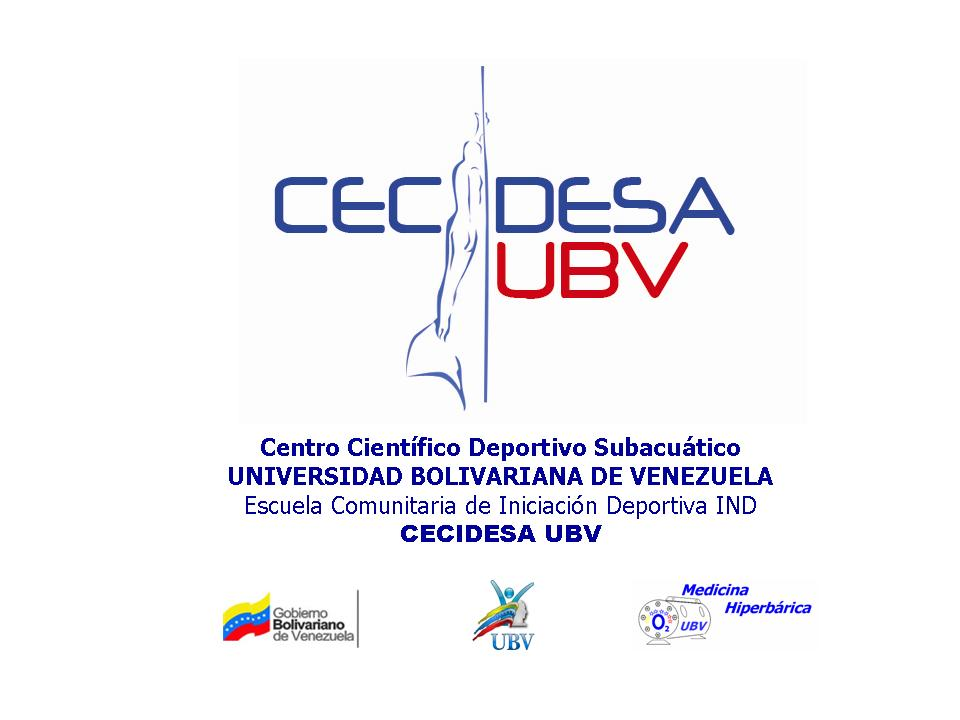 CECIDESA
UBV
Centro Científico Deportivo Subacuático
UNIVERSIDAD BOLIVARIANA DE VENEZUELA
Escuela Comunitaria de Iniciación Deportiva IND
CECIDESA UBV
Gobierno
Bolivariano
de Venezuela
UBV
Medicina
Hiperbárica
O2
UBV